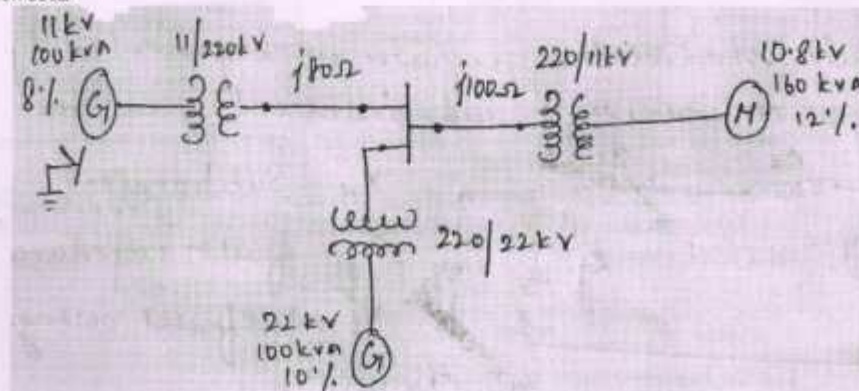 11kV
100kVA
8%
G
11/220kV
j80Ω
j100Ω
220/11kV
10.8kV
160 kVA
12%
M
220/22kV
22kV
100kVA
10%
G